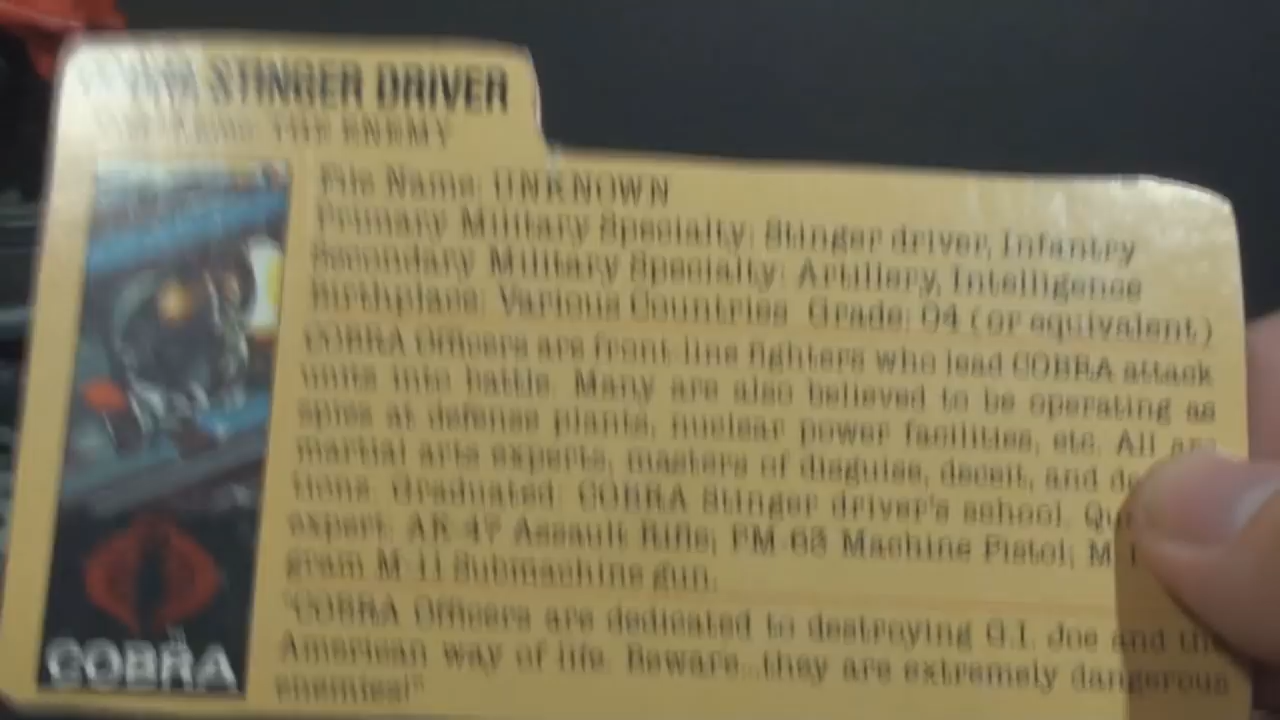 STINGER DRIVER
THE ENEMY
File Name: UNKNOWN
Primary Military Specialty: Stinger driver, Infantry
Secondary Military Specialty: Artillery, Intelligence
Birthplace: Various Countries Grade: O4 (or equivalent)
COBRA Officers are front-line fighters who lead COBRA attack
units into battle. Many are also believed to be operating as
spies at defense plants, nuclear power facilities, etc. All are
martial arts experts, masters of disguise, deceit, and
tions. Graduated: COBRA Stinger driver's school.
expert: AK-47 Assault Rifle; PM-63 Machine Pistol;
gram M-11 Submachine gun.
"COBRA Officers are dedicated to destroying G.I. Joe and the
American way of life. Beware...they are extremely dangerous
enemies!"
COBRA